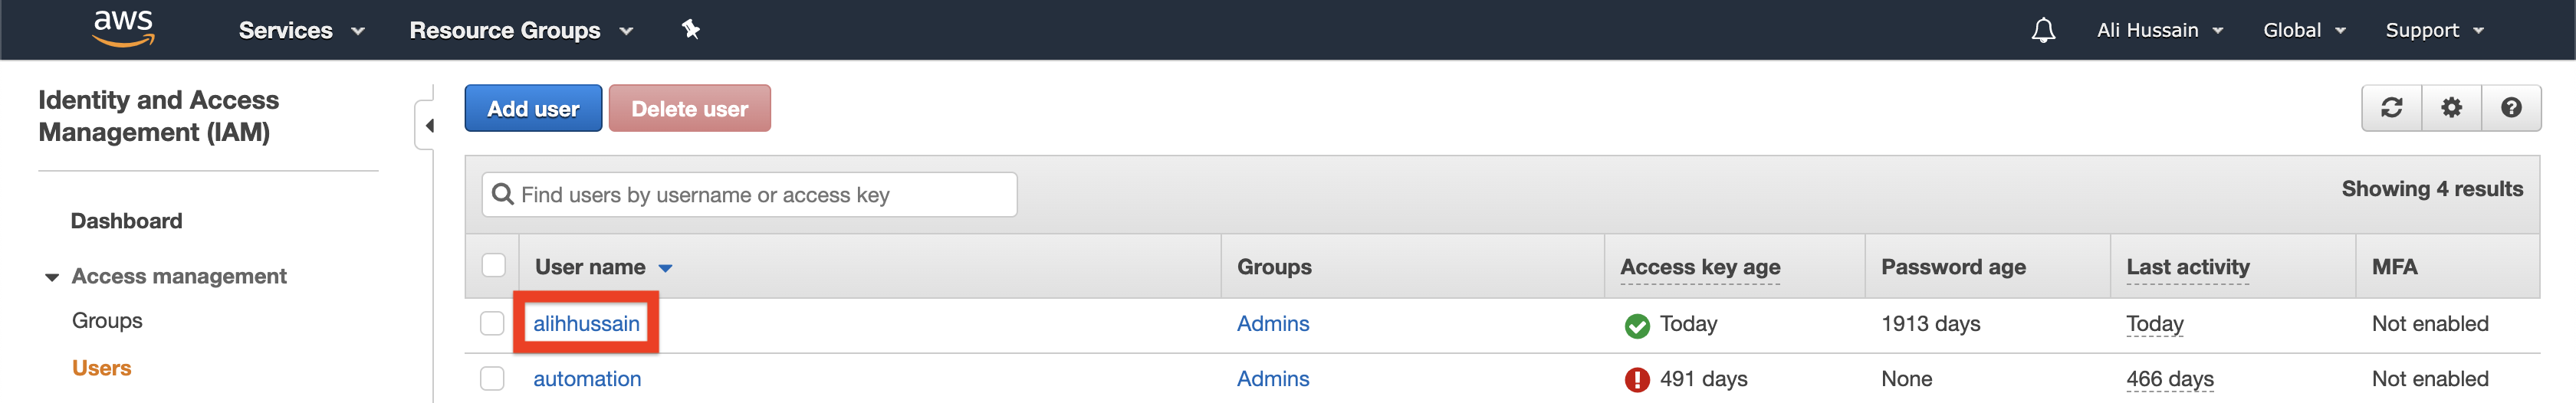 aws Services Resource Groups Ali Hussain Global Support
Identity and Access
Management (IAM)
Dashboard
Access management
Groups
Users
Add user Delete user
Find users by username or access key Showing 4 results
User name Groups Access key age Password age Last activity MFA
alihhussain Admins Today 1913 days Today Not enabled
automation Admins 491 days None 466 days Not enabled